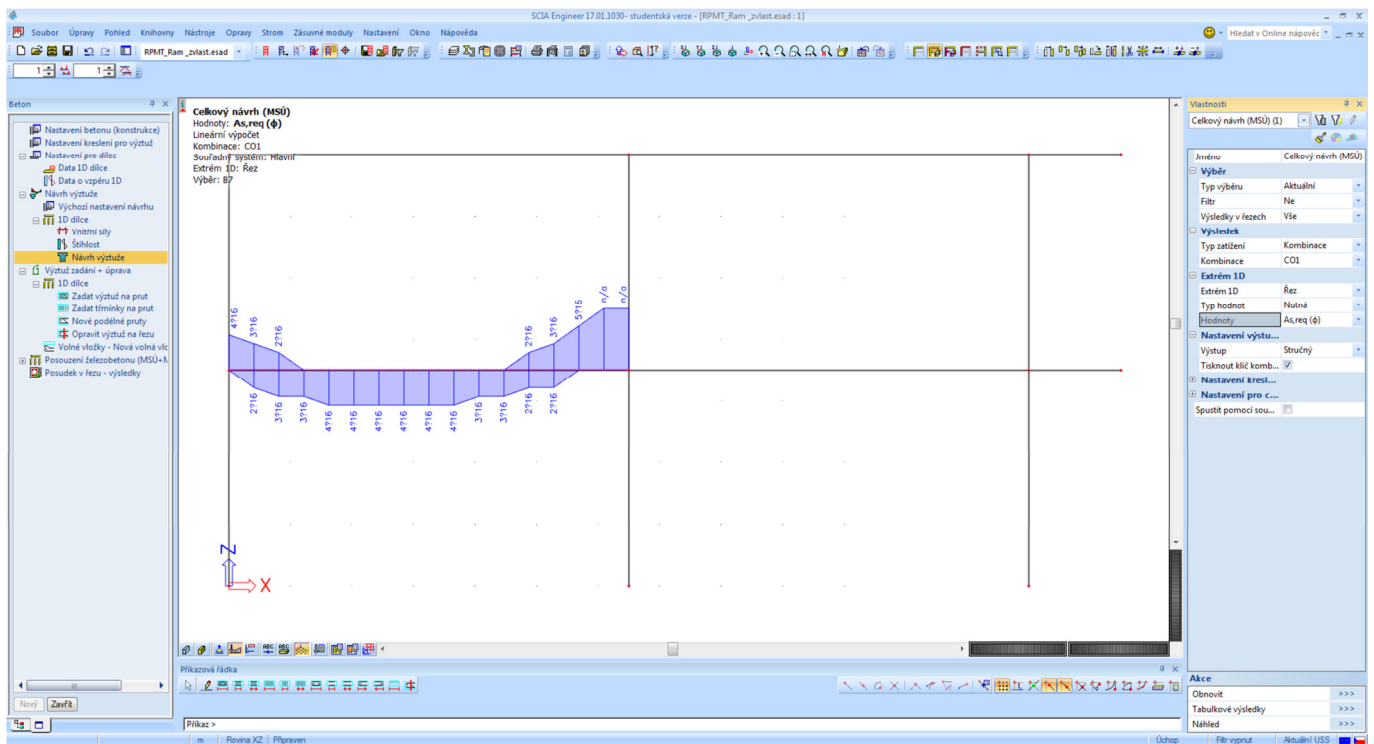 SCIA Engineer 17.01.1030- studentská verze - [RPMT_Ram _zvlast.esad : 1]
Soubor Úpravy Pohled Knihovny Nástroje Opravy Strom Zásuvné moduly Nastavení Okno Nápověda
Hledat v Online nápověc
RPMT_Ram _zvlast.esad
1 1
Beton
Nastavení betonu (konstrukce)
Nastavení kreslení pro výztuž
Nastavení pro dílec
Data 1D dílce
Data o vzpěru 1D
Návrh výztuže
Výchozí nastavení návrhu
1D dílce
Vnitřní síly
Štíhlost
Návrh výztuže
Výztuž zadání + úprava
1D dílce
Zadat výztuž na prut
Zadat třmínky na prut
Nové podélné pruty
Opravit výztuž na řezu
Volné vložky - Nová volná vlc
Posouzení železobetonu (MSÚ+N
Posudek v řezu - výsledky
Nový Zavřít
Celkový návrh (MSÚ)
Hodnoty: As,req (ϕ)
Lineární výpočet
Kombinace: CO1
Souřadný systém: Hlavní
Extrém 1D: Řez
Výběr: B7
4?16 3?16 2?16 2?16 3?16 5?15 n/a n/a
2?16 3?16 3?16 4?16 4?16 4?16 4?16 4?16 4?16 3?16 3?16 2?16 2?16
Z
X
Příkazová řádka
Příkaz >
Vlastnosti
Celkový návrh (MSÚ) (1)
Jméno Celkový návrh (MSÚ)
Výběr
Typ výběru Aktuální
Filtr Ne
Výsledky v řezech Vše
Výsledek
Typ zatížení Kombinace
Kombinace CO1
Extrém 1D
Extrém 1D Řez
Typ hodnot Nutná
Hodnoty As,req (ϕ)
Nastavení výstu...
Výstup Stručný
Tisknout klíč komb...
Nastavení kresl...
Nastavení pro c...
Spustit pomocí sou...
Akce
Obnovit >>>
Tabulkové výsledky >>>
Náhled >>>
m Rovina XZ Připraven Úchop Filtr vypnut Aktuální USS